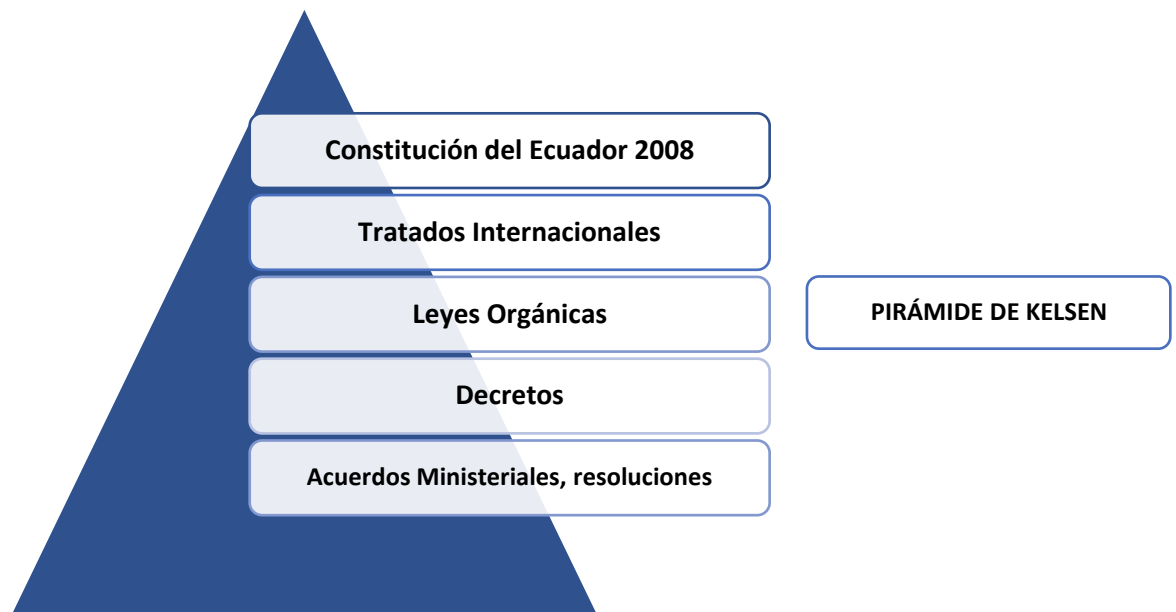 Constitución del Ecuador 2008
Tratados Internacionales
Leyes Orgánicas
PIRÁMIDE DE KELSEN
Decretos
Acuerdos Ministeriales, resoluciones